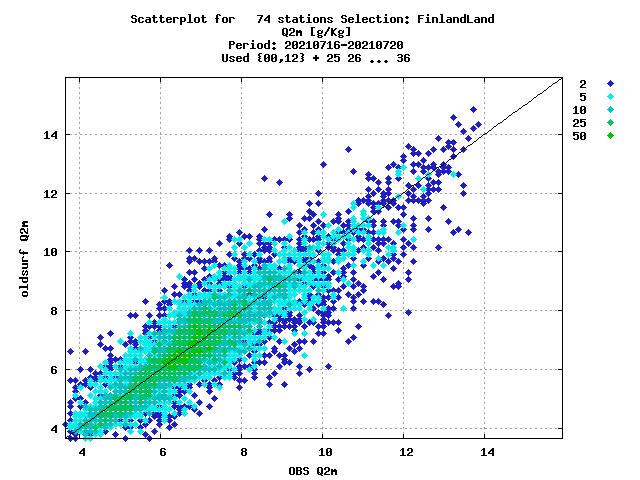 Scatterplot for   74 stations Selection: FinlandLand
Q2m [g/Kg]
Period: 20210716-20210720
Used {00,12} + 25 26 ... 36
2
5
10
25
50
14
12
10
8
6
4
oldsurf Q2m
4 6 8 10 12 14
OBS Q2m